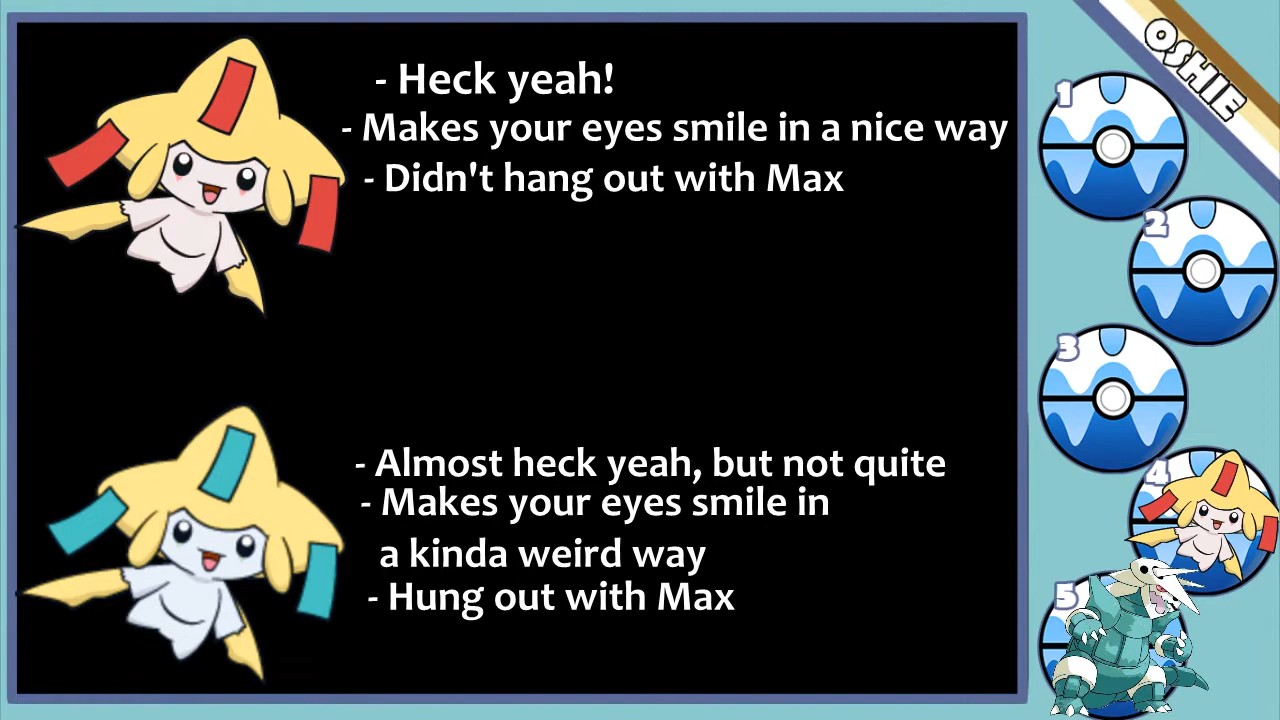 - Heck yeah!
- Makes your eyes smile in a nice way
- Didn't hang out with Max
- Almost heck yeah, but not quite
- Makes your eyes smile in
a kinda weird way
- Hung out with Max
OSHIE
1
2
3
4
5